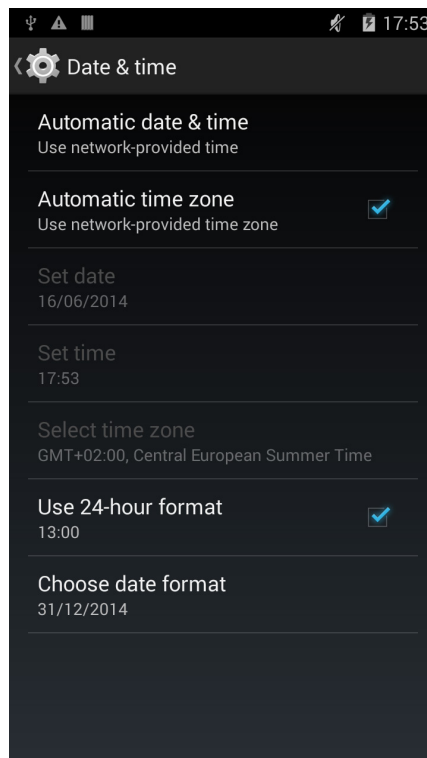 17:53
Date & time
Automatic date & time
Use network-provided time
Automatic time zone
Use network-provided time zone
Set date
16/06/2014
Set time
17:53
Select time zone
GMT+02:00, Central European Summer Time
Use 24-hour format
13:00
Choose date format
31/12/2014